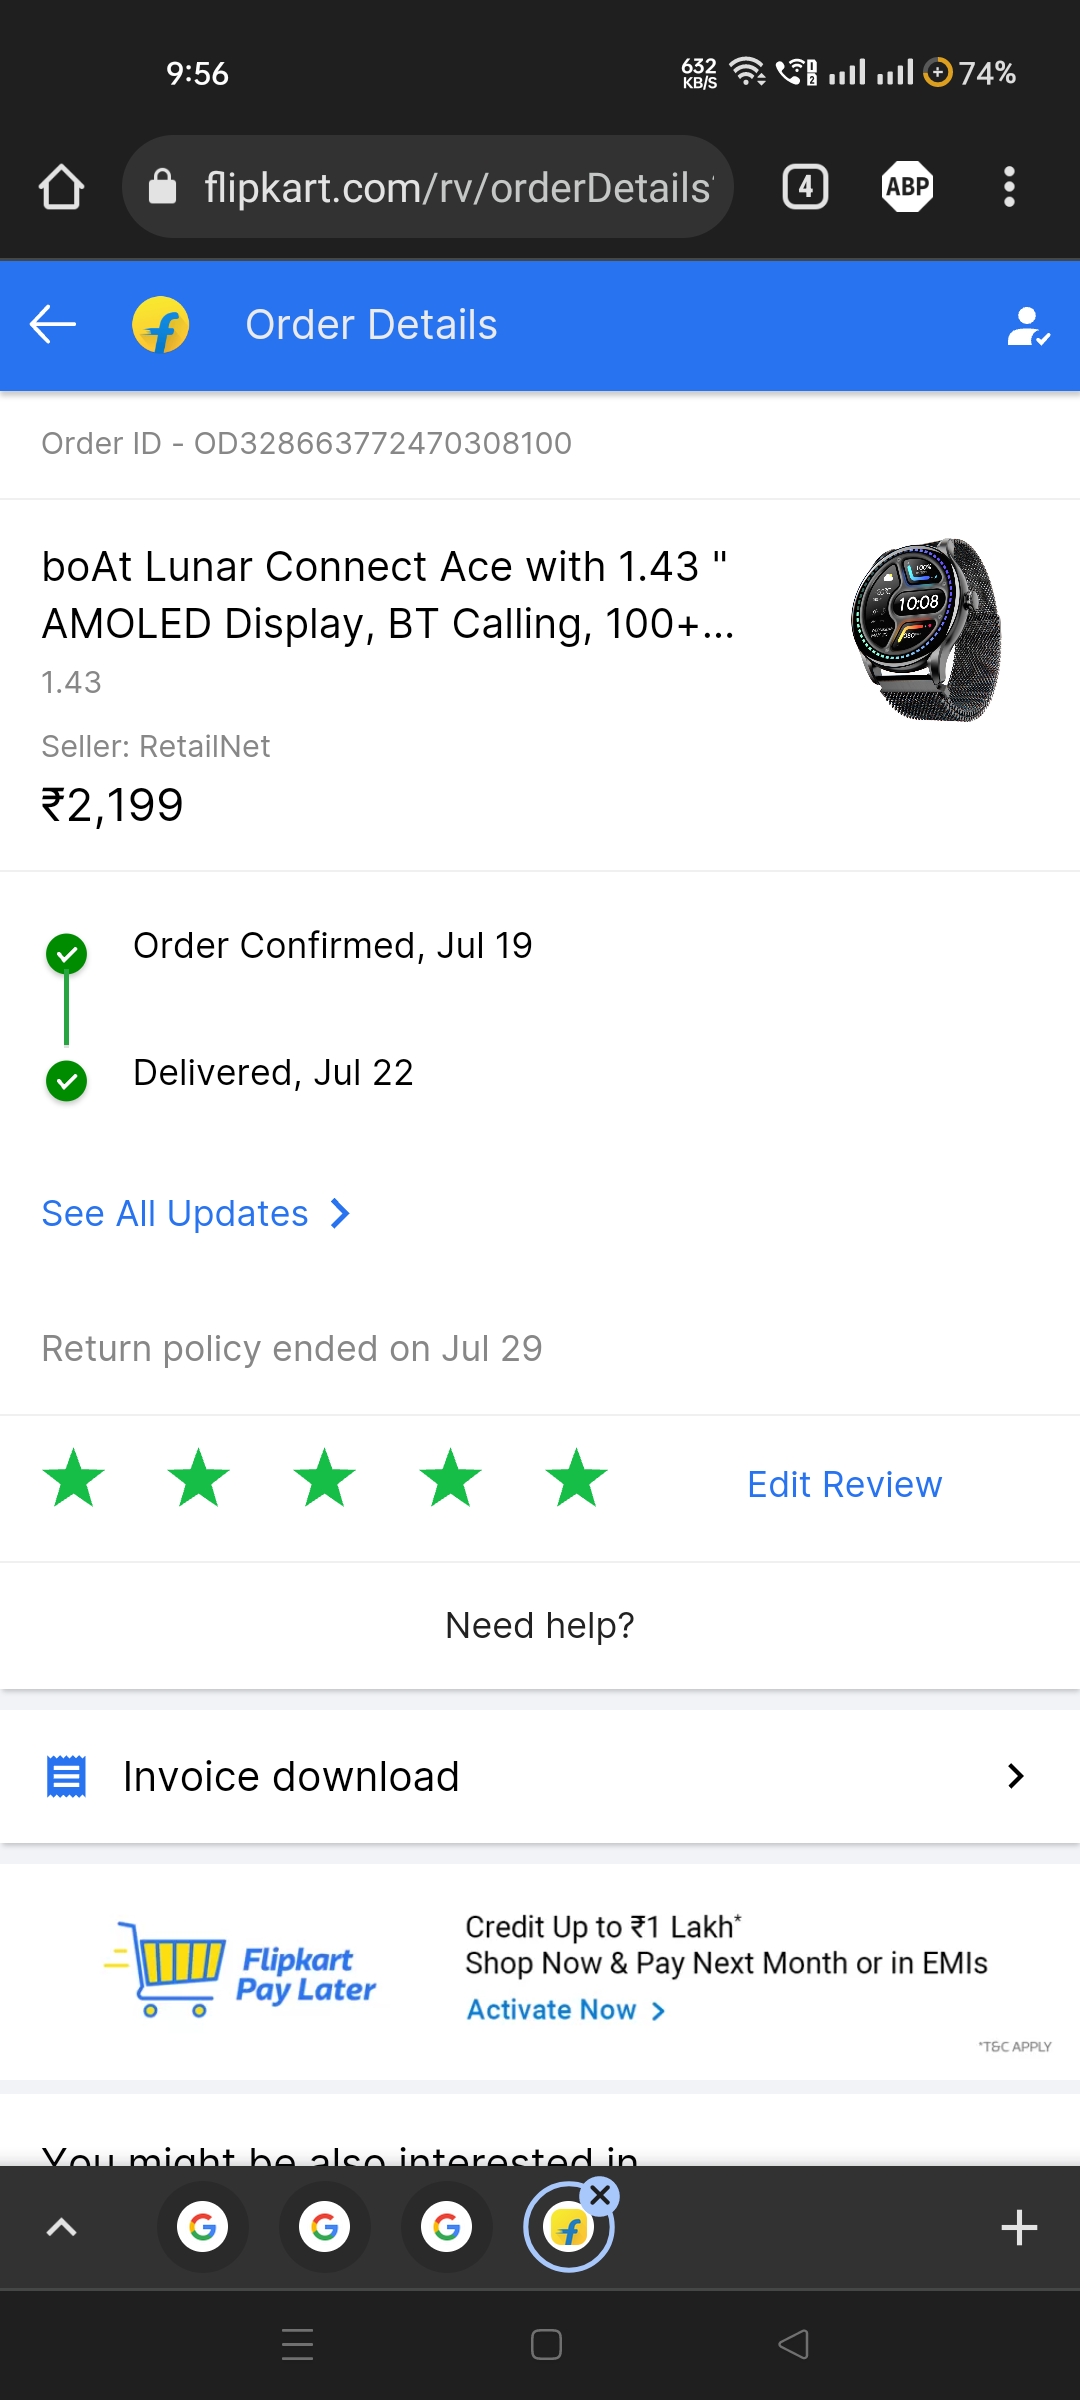 9:56
632 KB/S
74%
flipkart.com/rv/orderDetails
4
ABP
Order Details
Order ID - OD328663772470308100
boAt Lunar Connect Ace with 1.43 "
AMOLED Display, BT Calling, 100+...
1.43
Seller: RetailNet
₹2,199
10:08
Order Confirmed, Jul 19
Delivered, Jul 22
See All Updates
Return policy ended on Jul 29
Edit Review
Need help?
Invoice download
Flipkart
Pay Later
Credit Up to ₹1 Lakh*
Shop Now & Pay Next Month or in EMIs
Activate Now
*T&C APPLY
You might be also interested in